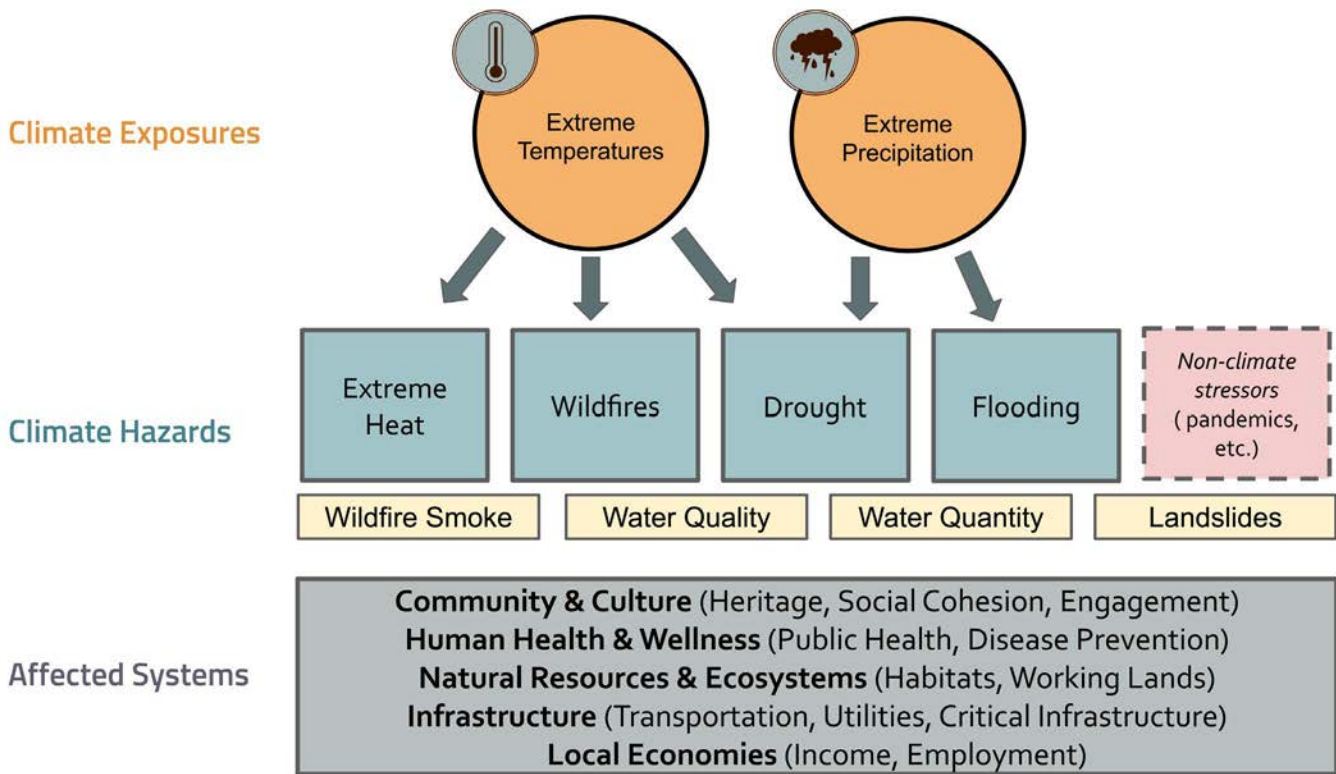 Climate Exposures
Extreme
Temperatures
Extreme
Precipitation
Climate Hazards
Extreme
Heat
Wildfires
Drought
Flooding
Non-climate
stressors
( pandemics,
etc.)
Wildfire Smoke
Water Quality
Water Quantity
Landslides
Affected Systems
Community & Culture (Heritage, Social Cohesion, Engagement)
Human Health & Wellness (Public Health, Disease Prevention)
Natural Resources & Ecosystems (Habitats, Working Lands)
Infrastructure (Transportation, Utilities, Critical Infrastructure)
Local Economies (Income, Employment)